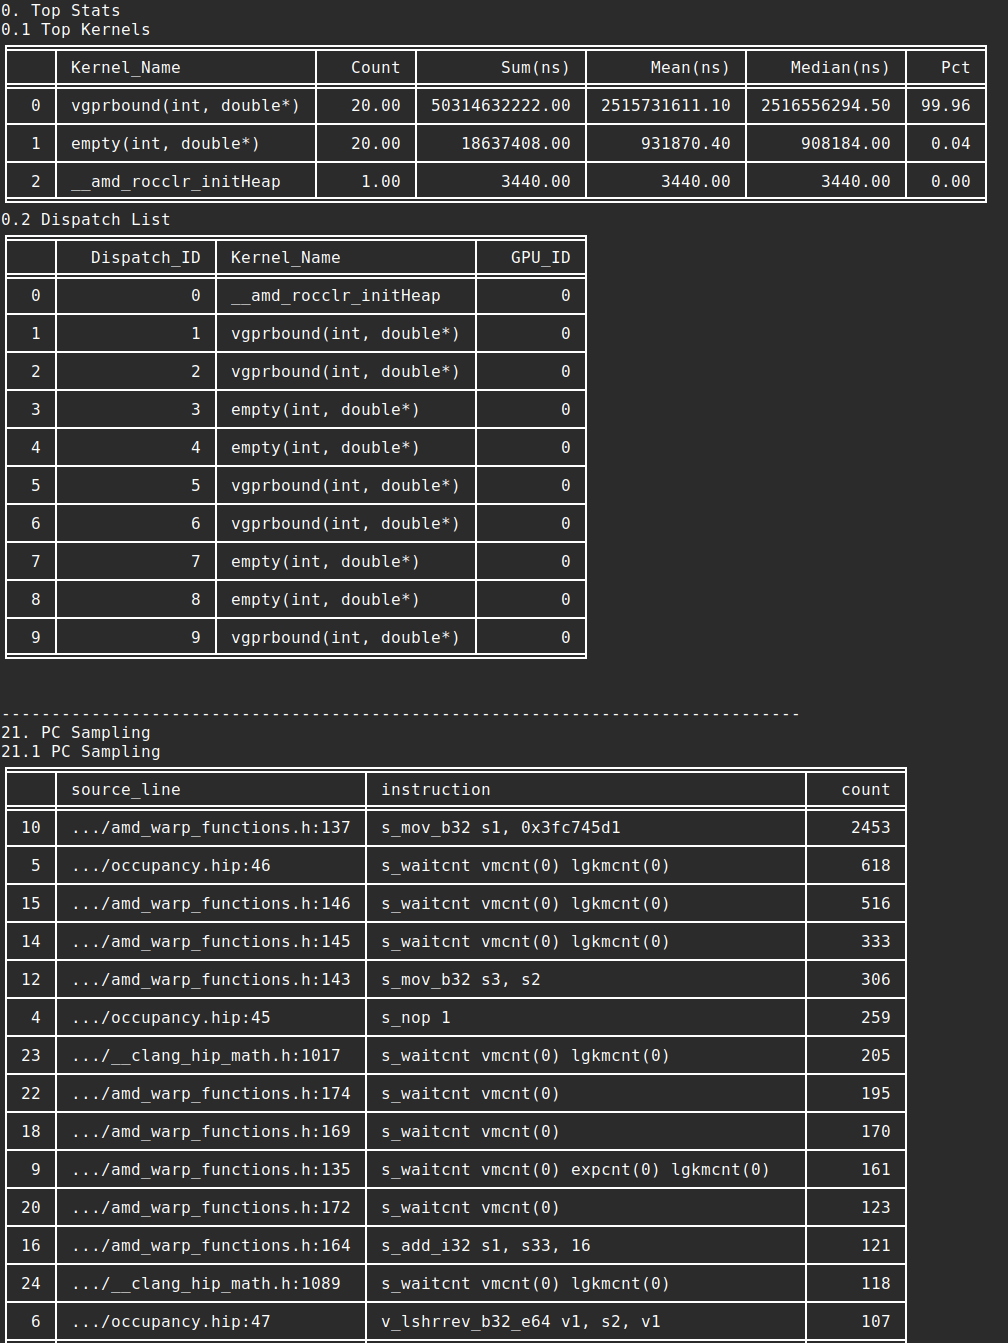 0. Top Stats
0.1 Top Kernels
Kernel_Name Count Sum(ns) Mean(ns) Median(ns) Pct
0 vgprbound(int, double*) 20.00 50314632222.00 2515731611.10 2516556294.50 99.96
1 empty(int, double*) 20.00 18637408.00 931870.40 908184.00 0.04
2 __amd_rocclr_initHeap 1.00 3440.00 3440.00 3440.00 0.00
0.2 Dispatch List
Dispatch_ID Kernel_Name GPU_ID
0 0 __amd_rocclr_initHeap 0
1 1 vgprbound(int, double*) 0
2 2 vgprbound(int, double*) 0
3 3 empty(int, double*) 0
4 4 empty(int, double*) 0
5 5 vgprbound(int, double*) 0
6 6 vgprbound(int, double*) 0
7 7 empty(int, double*) 0
8 8 empty(int, double*) 0
9 9 vgprbound(int, double*) 0
--------------------------------------------------------------------------------
21. PC Sampling
21.1 PC Sampling
source_line instruction count
10 .../amd_warp_functions.h:137 s_mov_b32 s1, 0x3fc745d1 2453
5 .../occupancy.hip:46 s_waitcnt vmcnt(0) lgkmcnt(0) 618
15 .../amd_warp_functions.h:146 s_waitcnt vmcnt(0) lgkmcnt(0) 516
14 .../amd_warp_functions.h:145 s_waitcnt vmcnt(0) lgkmcnt(0) 333
12 .../amd_warp_functions.h:143 s_mov_b32 s3, s2 306
4 .../occupancy.hip:45 s_nop 1 259
23 .../__clang_hip_math.h:1017 s_waitcnt vmcnt(0) lgkmcnt(0) 205
22 .../amd_warp_functions.h:174 s_waitcnt vmcnt(0) 195
18 .../amd_warp_functions.h:169 s_waitcnt vmcnt(0) 170
9 .../amd_warp_functions.h:135 s_waitcnt vmcnt(0) expcnt(0) lgkmcnt(0) 161
20 .../amd_warp_functions.h:172 s_waitcnt vmcnt(0) 123
16 .../amd_warp_functions.h:164 s_add_i32 s1, s33, 16 121
24 .../__clang_hip_math.h:1089 s_waitcnt vmcnt(0) lgkmcnt(0) 118
6 .../occupancy.hip:47 v_lshrrev_b32_e64 v1, s2, v1 107